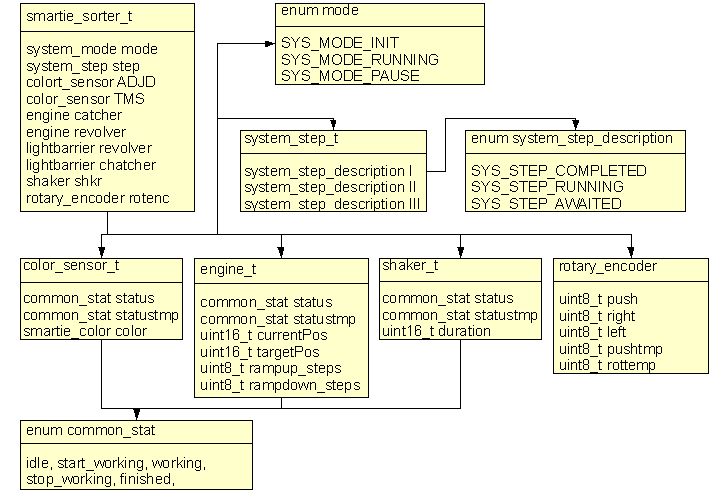 smartie_sorter_t
system_mode mode
system_step step
colort_sensor ADJD
color_sensor TMS
engine catcher
engine revolver
lightbarrier revolver
lightbarrier chatcher
shaker shkr
rotary_encoder rotenc
enum mode
SYS_MODE_INIT
SYS_MODE_RUNNING
SYS_MODE_PAUSE
system_step_t
system_step_description I
system_step_description II
system_step_description III
enum system_step_description
SYS_STEP_COMPLETED
SYS_STEP_RUNNING
SYS_STEP_AWAITED
color_sensor_t
common_stat status
common_stat statustmp
smartie_color color
engine_t
common_stat status
common_stat statustmp
uint16_t currentPos
uint16_t targetPos
uint8_t rampup_steps
uint8_t rampdown_steps
shaker_t
common_stat status
common_stat statustmp
uint16_t duration
rotary_encoder
uint8_t push
uint8_t right
uint8_t left
uint8_t pushtmp
uint8_t rottemp
enum common_stat
idle, start_working, working,
stop_working, finished,